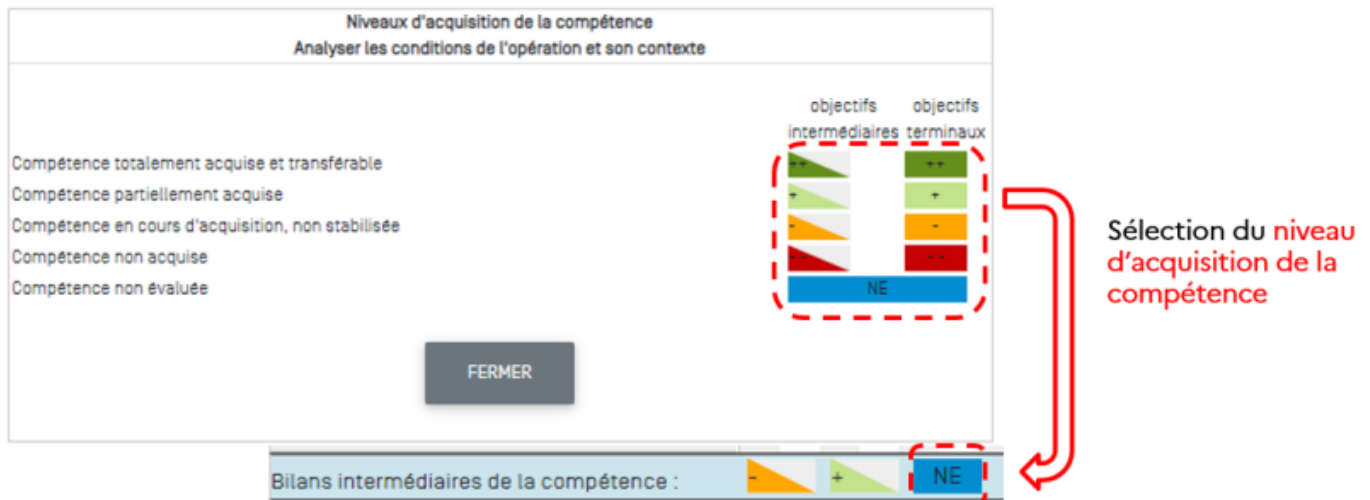 Niveaux d'acquisition de la compétence
Analyser les conditions de l'opération et son contexte
objectifs objectifs
intermédiaires terminaux
Compétence totalement acquise et transférable ++ ++
Compétence partiellement acquise + +
Compétence en cours d'acquisition, non stabilisée - -
Compétence non acquise -- --
Compétence non évaluée NE
Sélection du niveau
d'acquisition de la
compétence
FERMER
Bilans intermédiaires de la compétence : - + NE